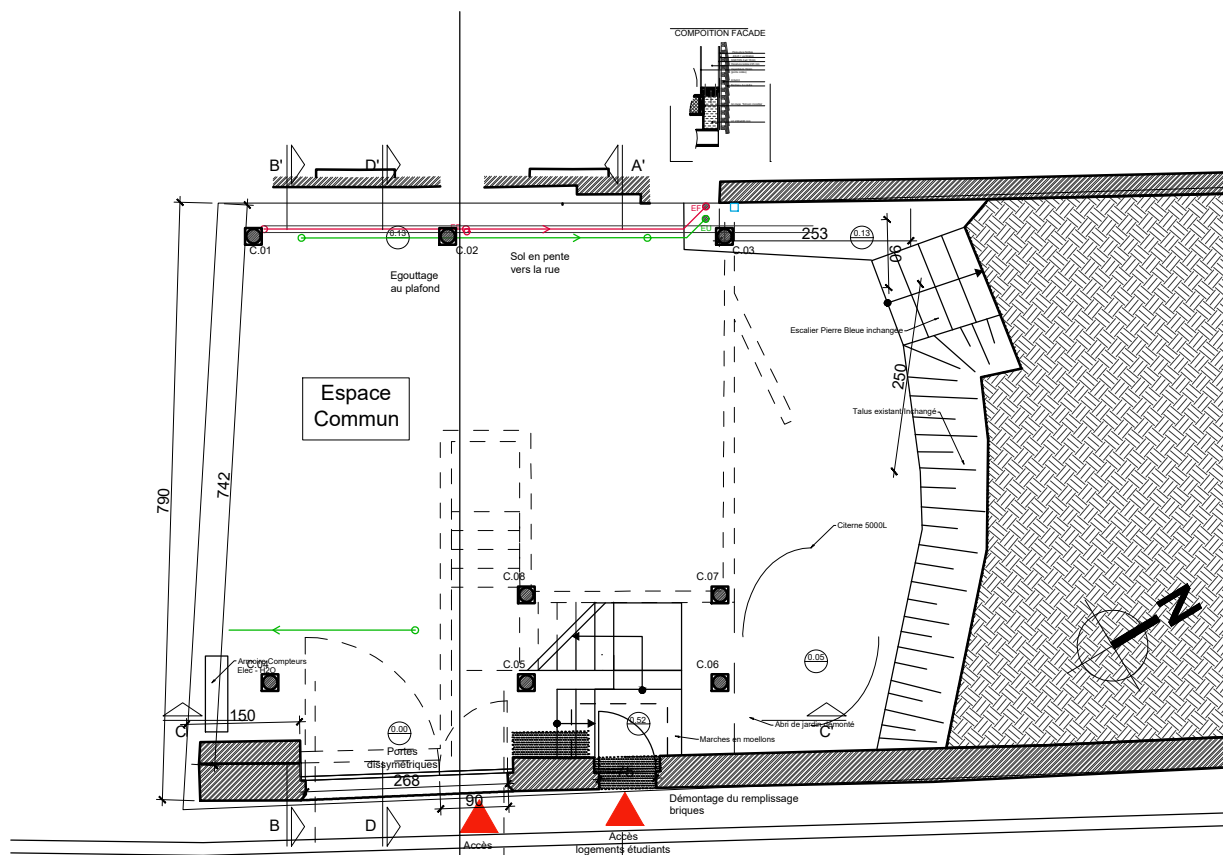 COMPOITION FACADE
B'
D'
A'
EF
EU
C.01
0.13
C.02
C.03
253
0.13
90
Sol en pente
vers la rue
Egouttage
au plafond
Escalier Pierre Bleue inchangée
250
Espace
Commun
Talus existant Inchangé
742
790
Citerne 5000L
C.08
C.07
N
Armoire Compteurs
Elec - H2O
C.04
C.05
C.06
0.05
150
C
0.00
0.52
Abri de jardin démonté
C'
Marches en moellons
Portes
dissymétriques
268
75
90
Démontage du remplissage
briques
B
D
Accès
Accès
logements étudiants